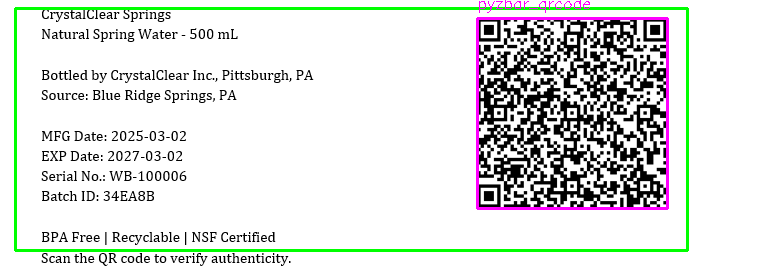 pyzbar_qrcode
CrystalClear Springs
Natural Spring Water - 500 mL
Bottled by CrystalClear Inc., Pittsburgh, PA
Source: Blue Ridge Springs, PA
MFG Date: 2025-03-02
EXP Date: 2027-03-02
Serial No.: WB-100006
Batch ID: 34EA8B
BPA Free | Recyclable | NSF Certified
Scan the QR code to verify authenticity.